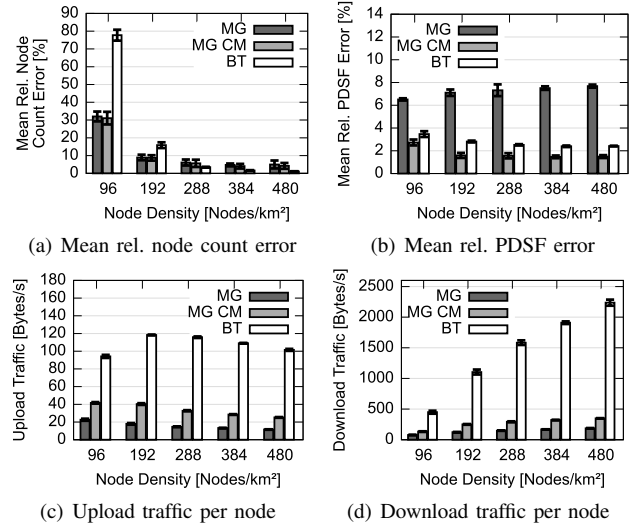 Mean Rel. Node
Count Error [%]
90
80
70
60
50
40
30
20
10
0
MG
MG CM
BT
96 192 288 384 480
Node Density [Nodes/km²]
(a) Mean rel. node count error
Mean Rel. PDSF Error [%]
14
12
10
8
6
4
2
0
MG
MG CM
BT
96 192 288 384 480
Node Density [Nodes/km²]
(b) Mean rel. PDSF error
Upload Traffic [Bytes/s]
180
160
140
120
100
80
60
40
20
0
MG
MG CM
BT
96 192 288 384 480
Node Density [Nodes/km²]
(c) Upload traffic per node
Download Traffic [Bytes/s]
2500
2000
1500
1000
500
0
MG
MG CM
BT
96 192 288 384 480
Node Density [Nodes/km²]
(d) Download traffic per node